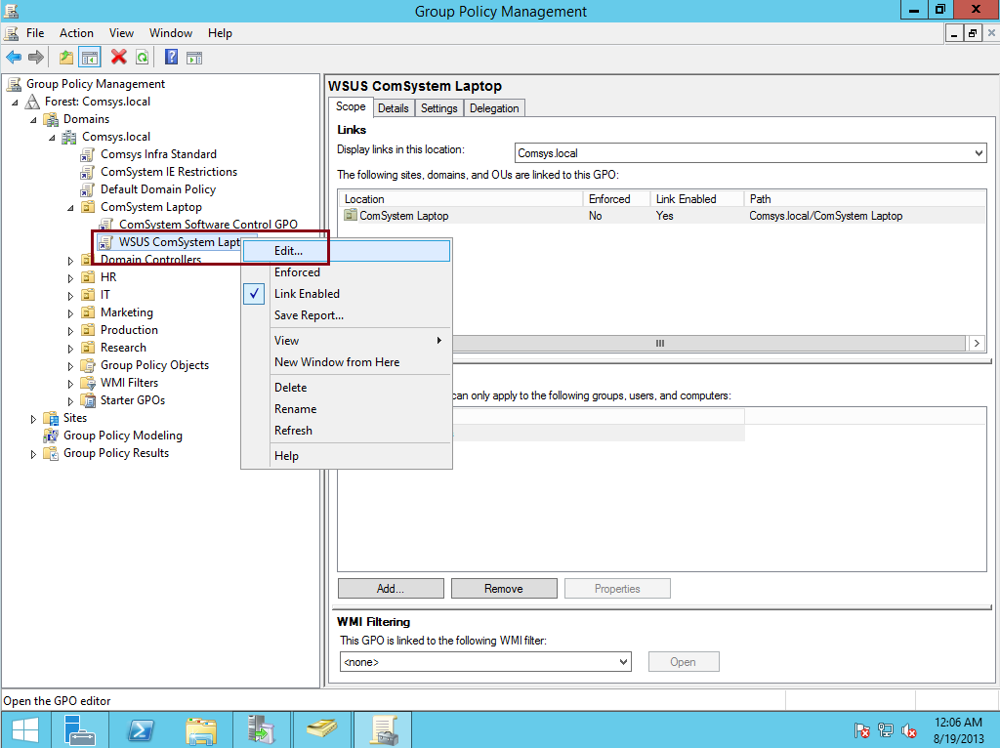 Group Policy Management
File Action View Window Help
Group Policy Management
Forest: Comsys.local
Domains
Comsys.local
Comsys Infra Standard
ComSystem IE Restrictions
Default Domain Policy
ComSystem Laptop
ComSystem Software Control GPO
WSUS ComSystem Lapt
Domain Controllers
HR
IT
Marketing
Production
Research
Group Policy Objects
WMI Filters
Starter GPOs
Sites
Group Policy Modeling
Group Policy Results
Edit...
Enforced
Link Enabled
Save Report...
View
New Window from Here
Delete
Rename
Refresh
Help
WSUS ComSystem Laptop
Scope Details Settings Delegation
Links
Display links in this location: Comsys.local
The following sites, domains, and OUs are linked to this GPO:
Location Enforced Link Enabled Path
ComSystem Laptop No Yes Comsys.local/ComSystem Laptop
can only apply to the following groups, users, and computers:
Add... Remove Properties
WMI Filtering
This GPO is linked to the following WMI filter:
<none> Open
Open the GPO editor
12:06 AM
8/19/2013